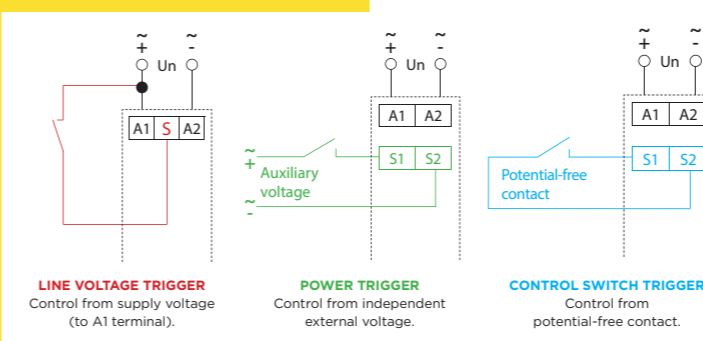 ~ ~
+ Un -
A1 S A2
LINE VOLTAGE TRIGGER
Control from supply voltage
(to A1 terminal).
~ ~
+ Un -
A1 A2
S1 S2
~
+
Auxiliary
voltage
~
-
POWER TRIGGER
Control from independent
external voltage.
~ ~
+ Un -
A1 A2
S1 S2
Potential-free
contact
CONTROL SWITCH TRIGGER
Control from
potential-free contact.